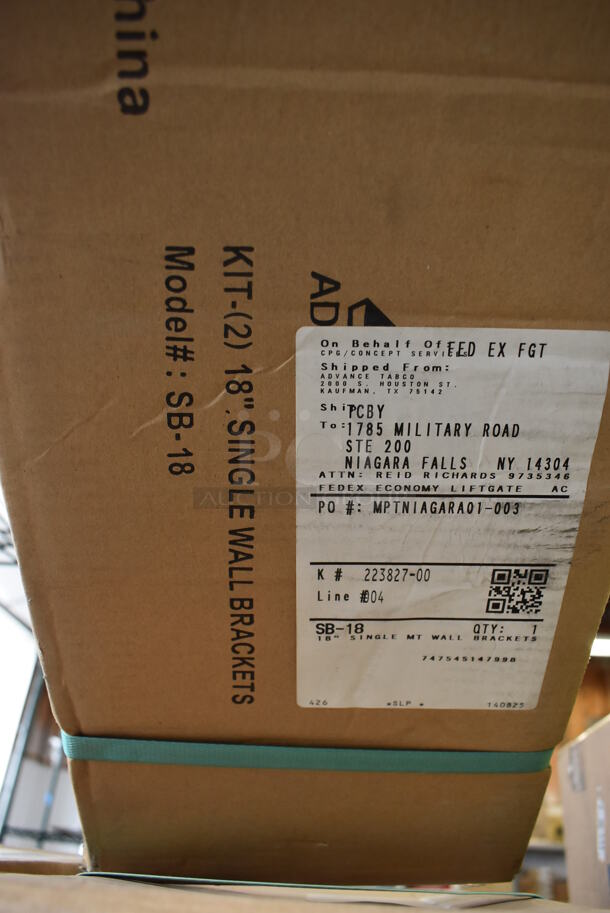 hina
KIT-(2) 18" SINGLE WALL BRACKETS
Model#: SB-18
AD
On Behalf Of:
FED EX FGT
CPG/CONCEPT SERVICES
Shipped From:
ADVANCE TABCO
2000 S. HOUSTON ST.
KAUFMAN, TX 75142
Ship
To:
PCBY
1785 MILITARY ROAD
STE 200
NIAGARA FALLS NY 14304
ATTN: REID RICHARDS 9735346
FEDEX ECONOMY LIFTGATE AC
PO #: MPTNIAGARA01-003
K # 223827-00
Line #004
SB-18 QTY: 1
18" SINGLE MT WALL BRACKETS
747545147998
426 *SLP * 140825